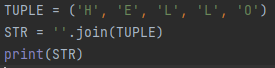 TUPLE = ('H', 'E', 'L', 'L', 'O')
STR = ''.join(TUPLE)
print(STR)